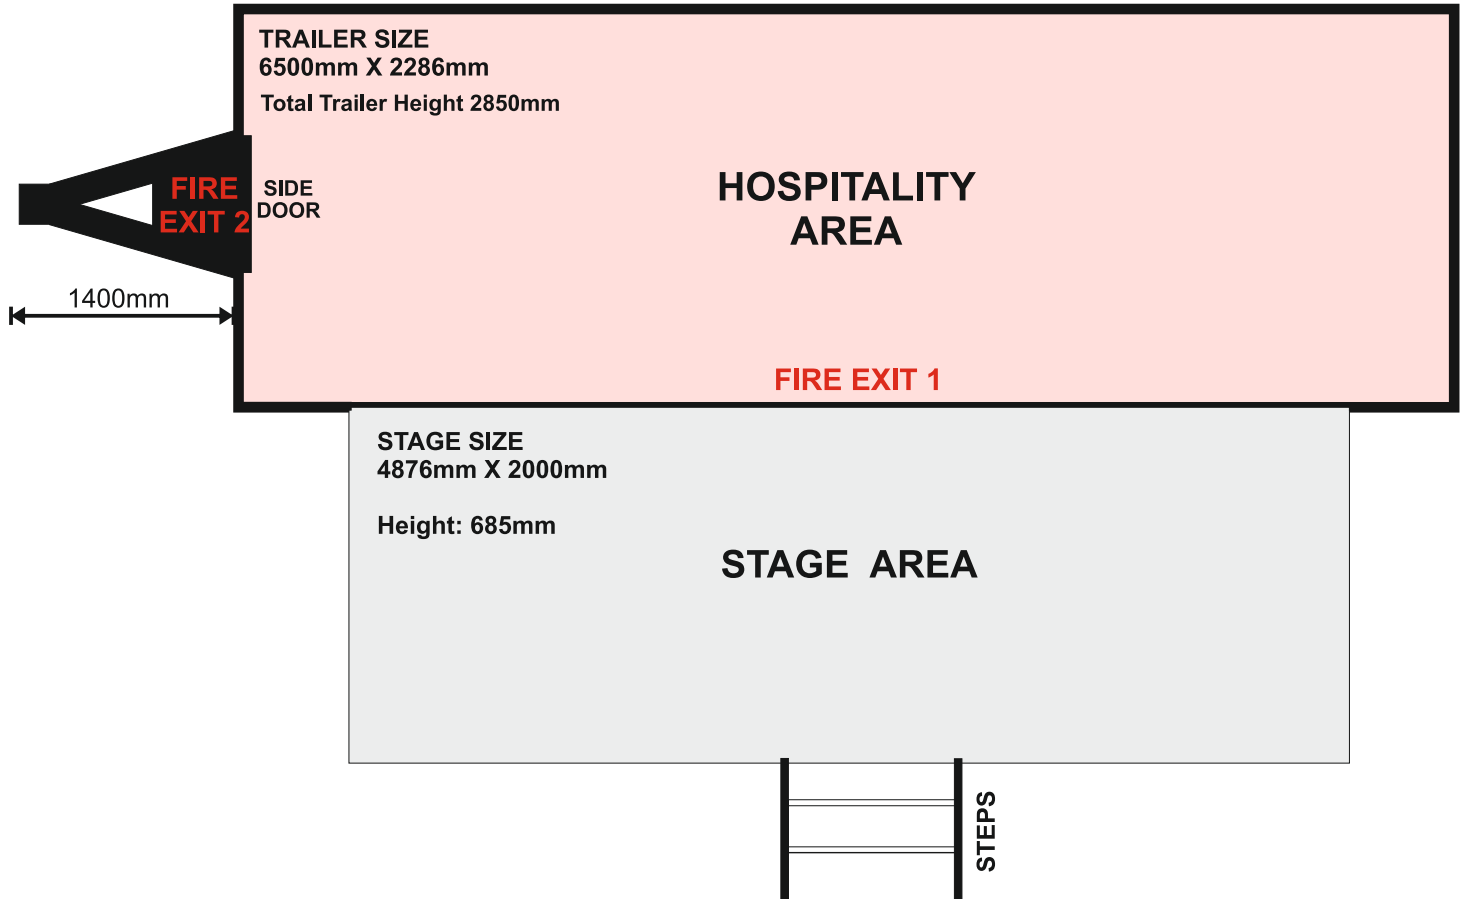 TRAILER SIZE
6500mm X 2286mm
Total Trailer Height 2850mm
FIRE
EXIT 2
SIDE
DOOR
HOSPITALITY
AREA
1400mm
FIRE EXIT 1
STAGE SIZE
4876mm X 2000mm
Height: 685mm
STAGE AREA
STEPS